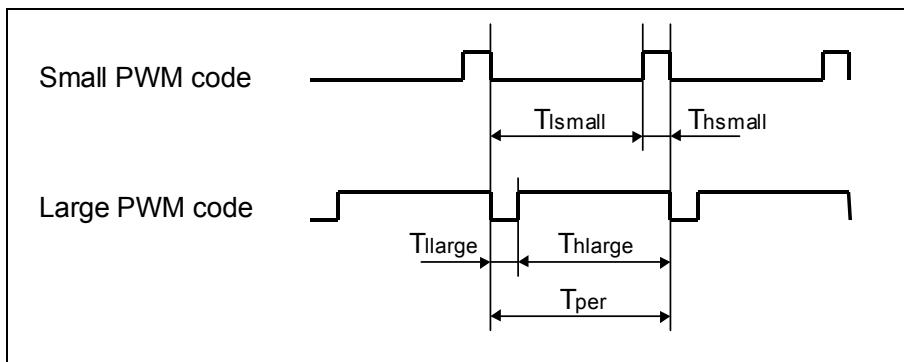 Small PWM code
Tlsmall Thsmall
Large PWM code
Tllarge Thlarge
Tper